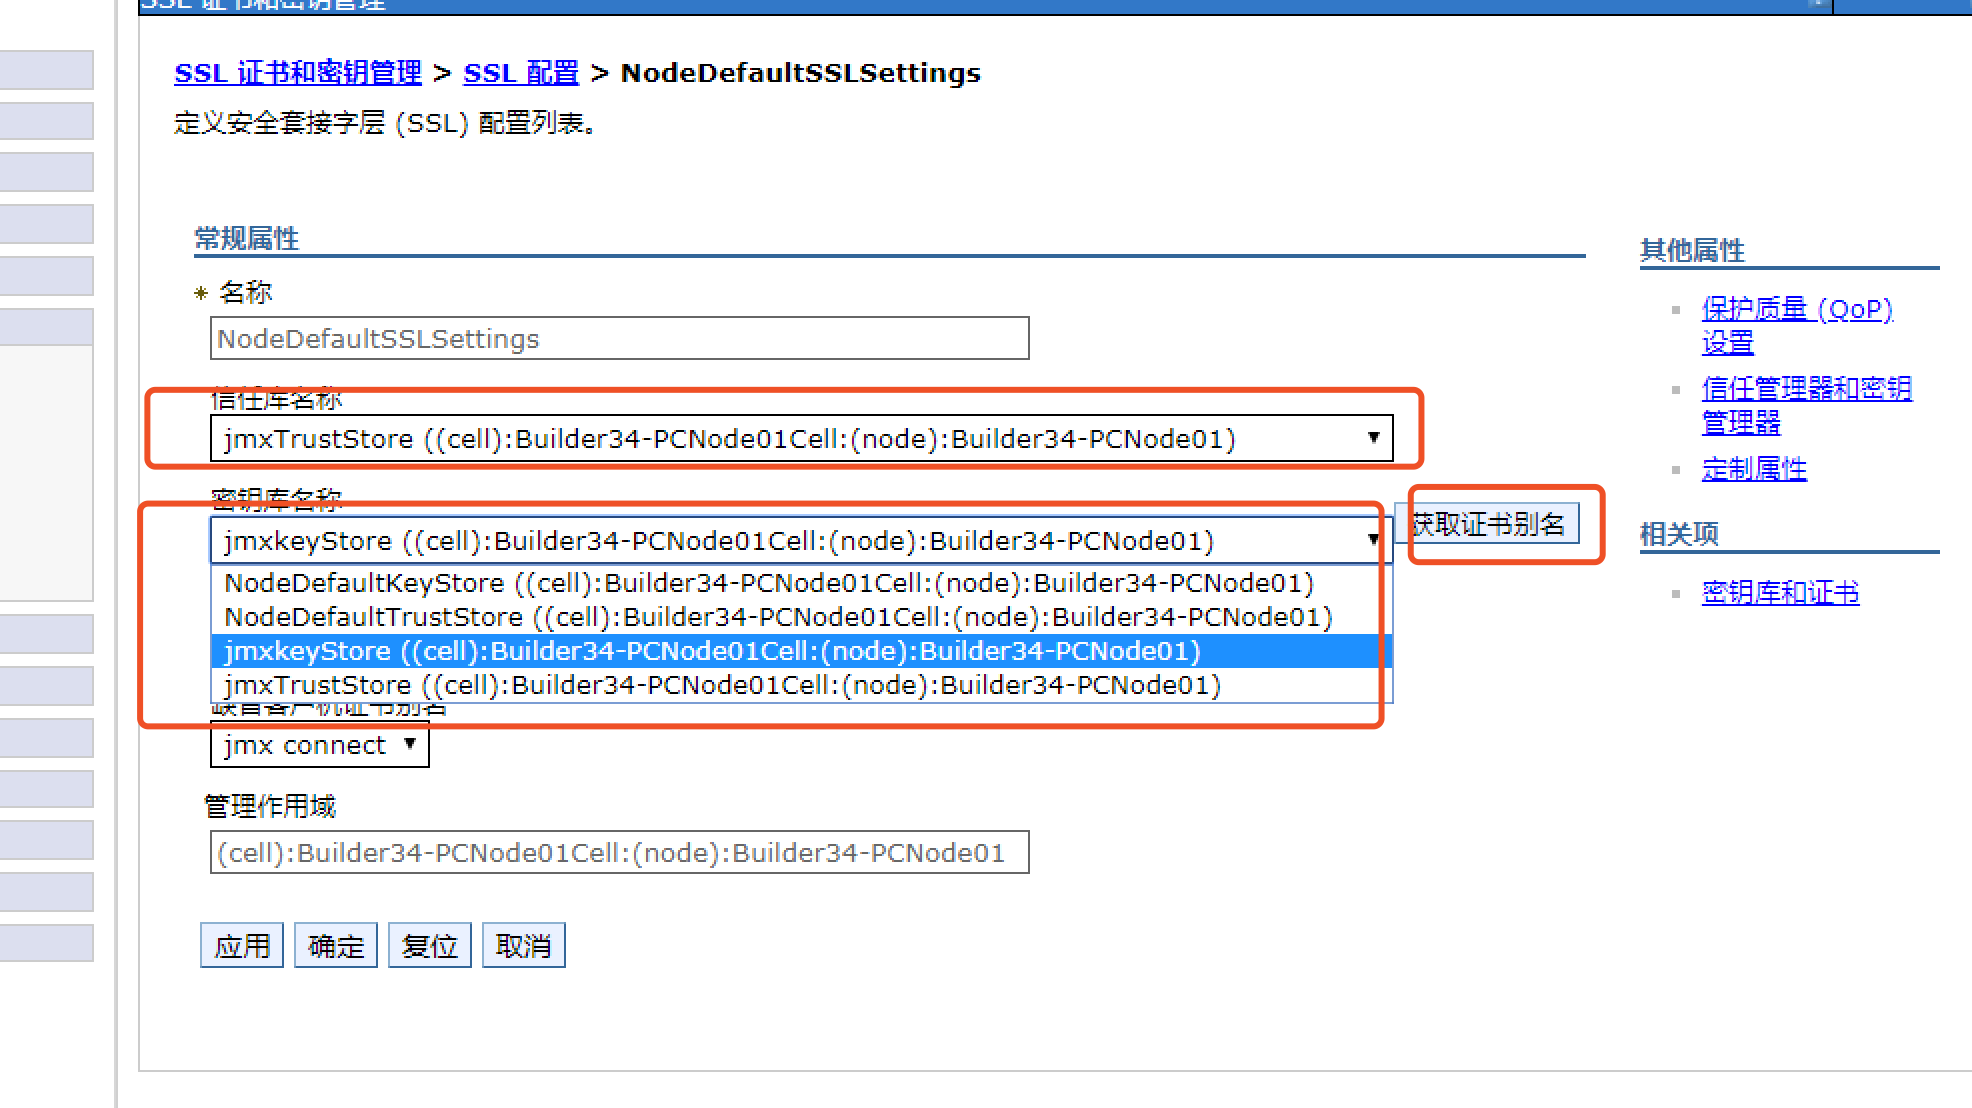 SSL 证书和密钥管理
SSL 证书和密钥管理 > SSL 配置 > NodeDefaultSSLSettings
定义安全套接字层 (SSL) 配置列表。
常规属性
* 名称
NodeDefaultSSLSettings
信任库名称
jmxTrustStore ((cell):Builder34-PCNode01Cell:(node):Builder34-PCNode01)
密钥库名称
jmxkeyStore ((cell):Builder34-PCNode01Cell:(node):Builder34-PCNode01)
获取证书别名
NodeDefaultKeyStore ((cell):Builder34-PCNode01Cell:(node):Builder34-PCNode01)
NodeDefaultTrustStore ((cell):Builder34-PCNode01Cell:(node):Builder34-PCNode01)
jmxkeyStore ((cell):Builder34-PCNode01Cell:(node):Builder34-PCNode01)
jmxTrustStore ((cell):Builder34-PCNode01Cell:(node):Builder34-PCNode01)
缺省客户机证书别名
jmx connect
管理作用域
(cell):Builder34-PCNode01Cell:(node):Builder34-PCNode01
应用 确定 复位 取消
其他属性
保护质量 (QoP)
设置
信任管理器和密钥
管理器
定制属性
相关项
密钥库和证书